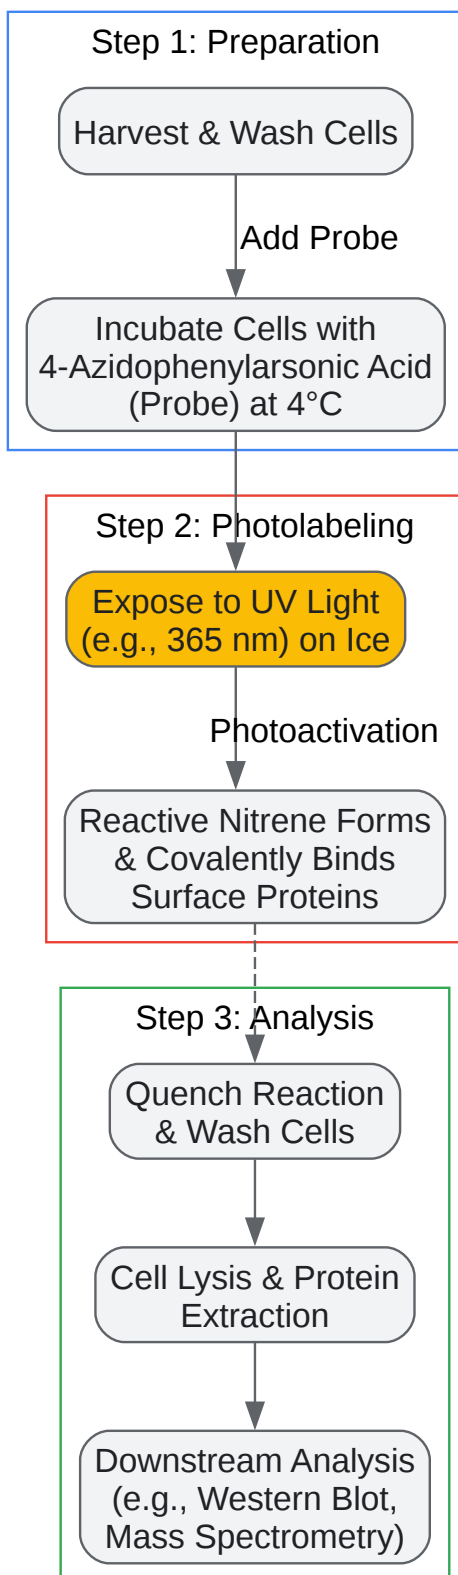 Step 1: Preparation
Harvest & Wash Cells
Add Probe
Incubate Cells with
4-Azidophenylarsonic Acid
(Probe) at 4°C
Step 2: Photolabeling
Expose to UV Light
(e.g., 365 nm) on Ice
Photoactivation
Reactive Nitrene Forms
& Covalently Binds
Surface Proteins
Step 3: Analysis
Quench Reaction
& Wash Cells
Cell Lysis & Protein
Extraction
Downstream Analysis
(e.g., Western Blot,
Mass Spectrometry)